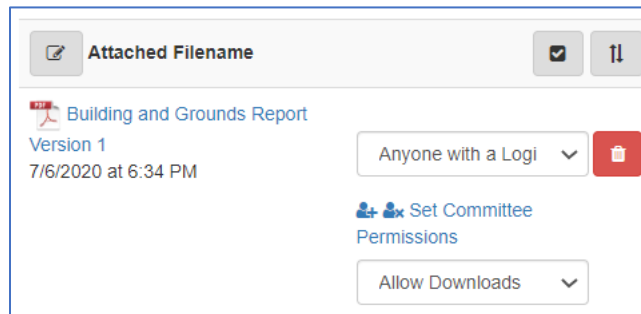 Attached Filename
PDF
Building and Grounds Report
Version 1
7/6/2020 at 6:34 PM
Anyone with a Logi
Set Committee
Permissions
Allow Downloads